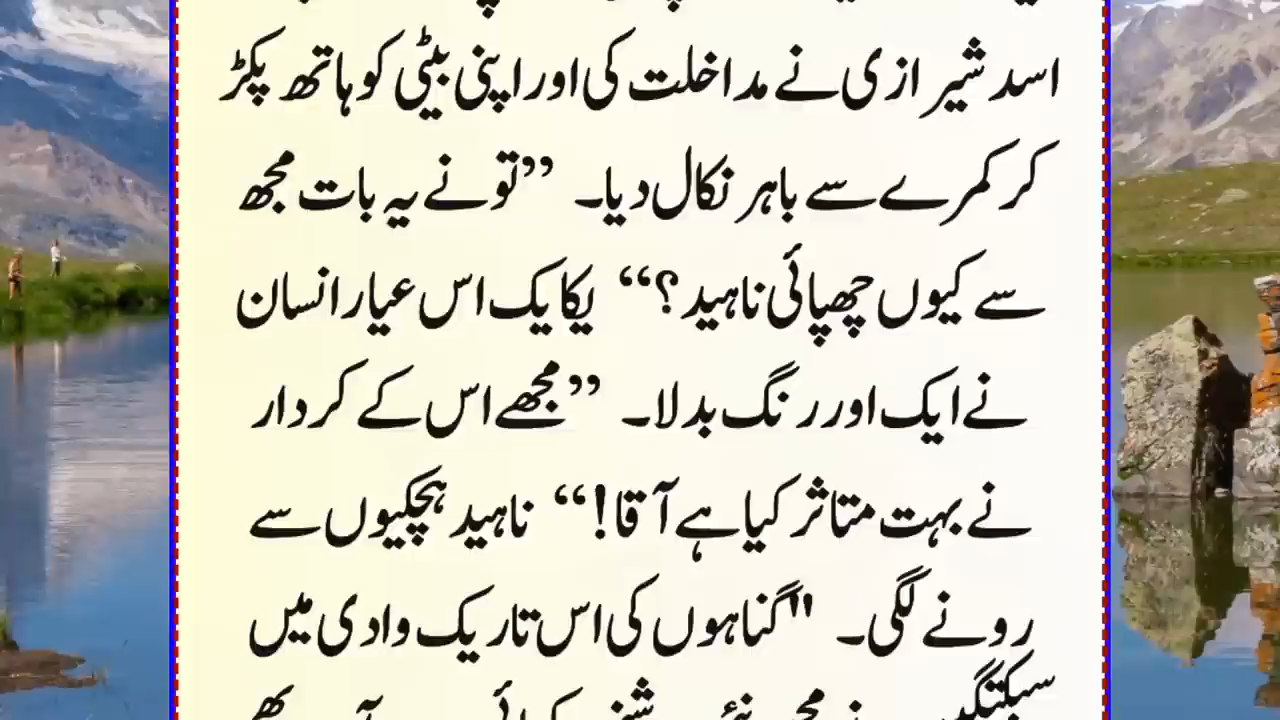 اسد شیرازی نے مداخلت کی اور اپنی بیٹی کو ہاتھ پکڑ
کر کمرے سے باہر نکال دیا۔ ”تو نے یہ بات مجھ
سے کیوں چھپائی ناہید؟“ یکایک اس عیار انسان
نے ایک اور رنگ بدلا۔ ”مجھے اس کے کردار
نے بہت متاثر کیا ہے آقا!“ ناہید ہچکیوں سے
رونے لگی۔ "گناہوں کی اس تاریک وادی میں
سبکتگین